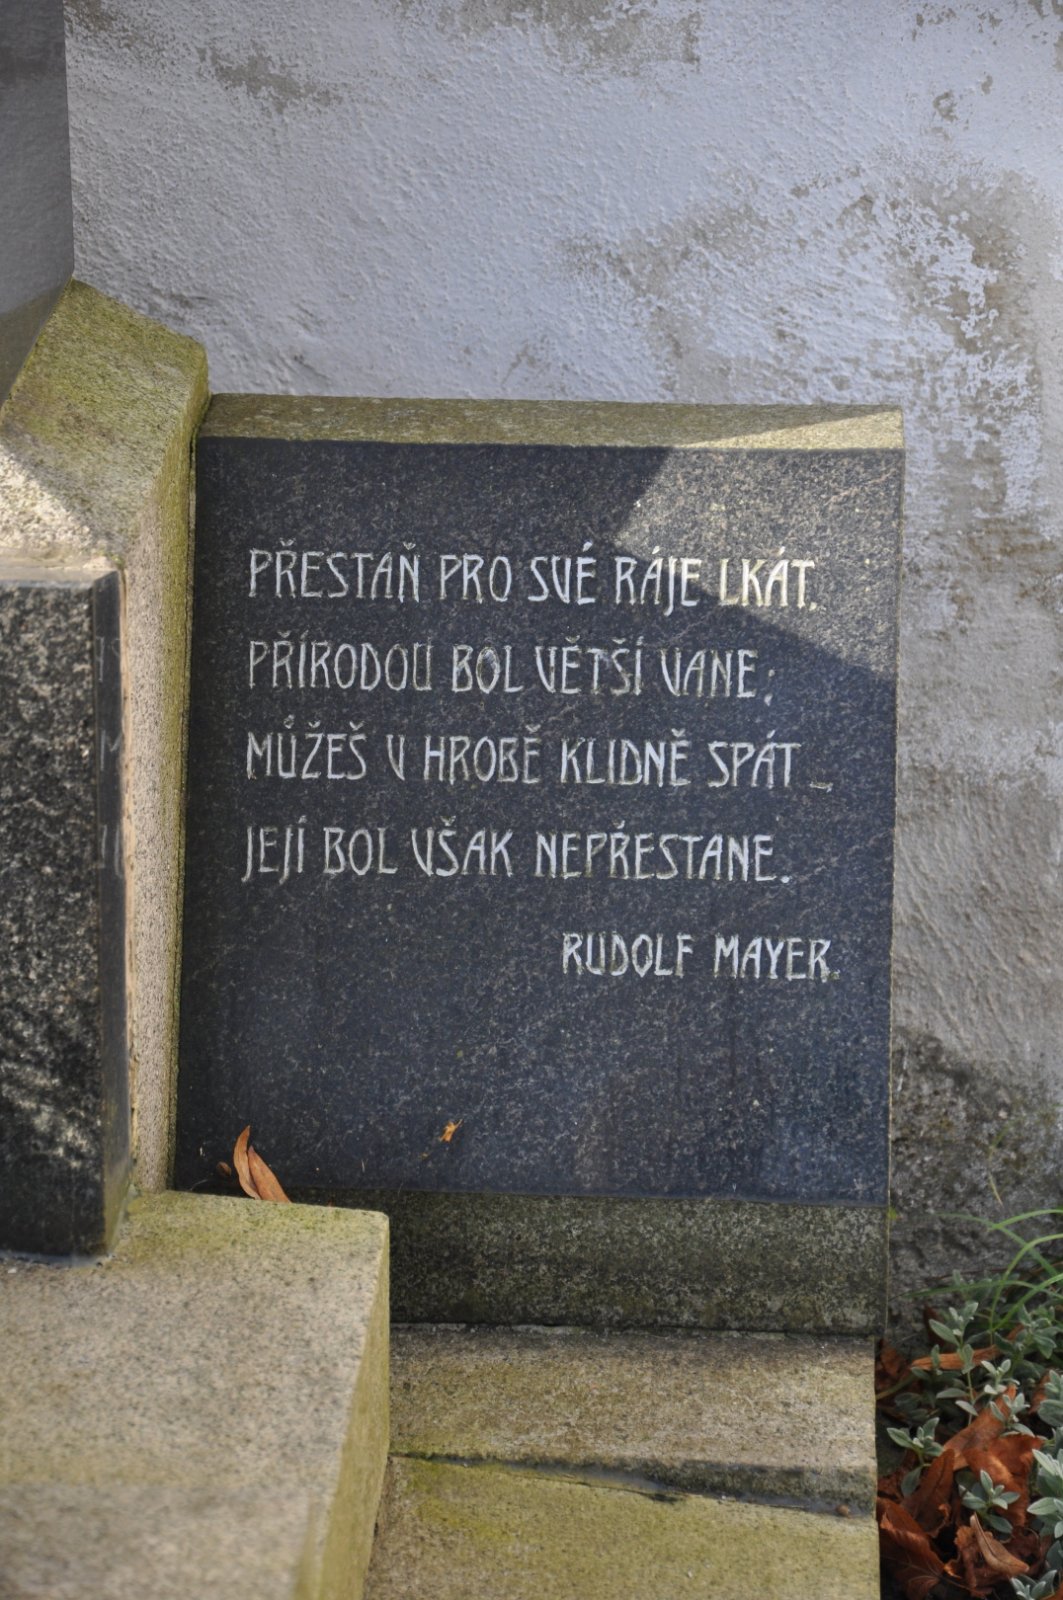 PŘESTAŇ PRO SVÉ RÁJE LKÁT.
PŘÍRODOU BOL VĚTŠÍ VANE;
MŮŽEŠ V HROBĚ KLIDNĚ SPÁT _
JEJÍ BOL VŠAK NEPŘESTANE.
RUDOLF MAYER.